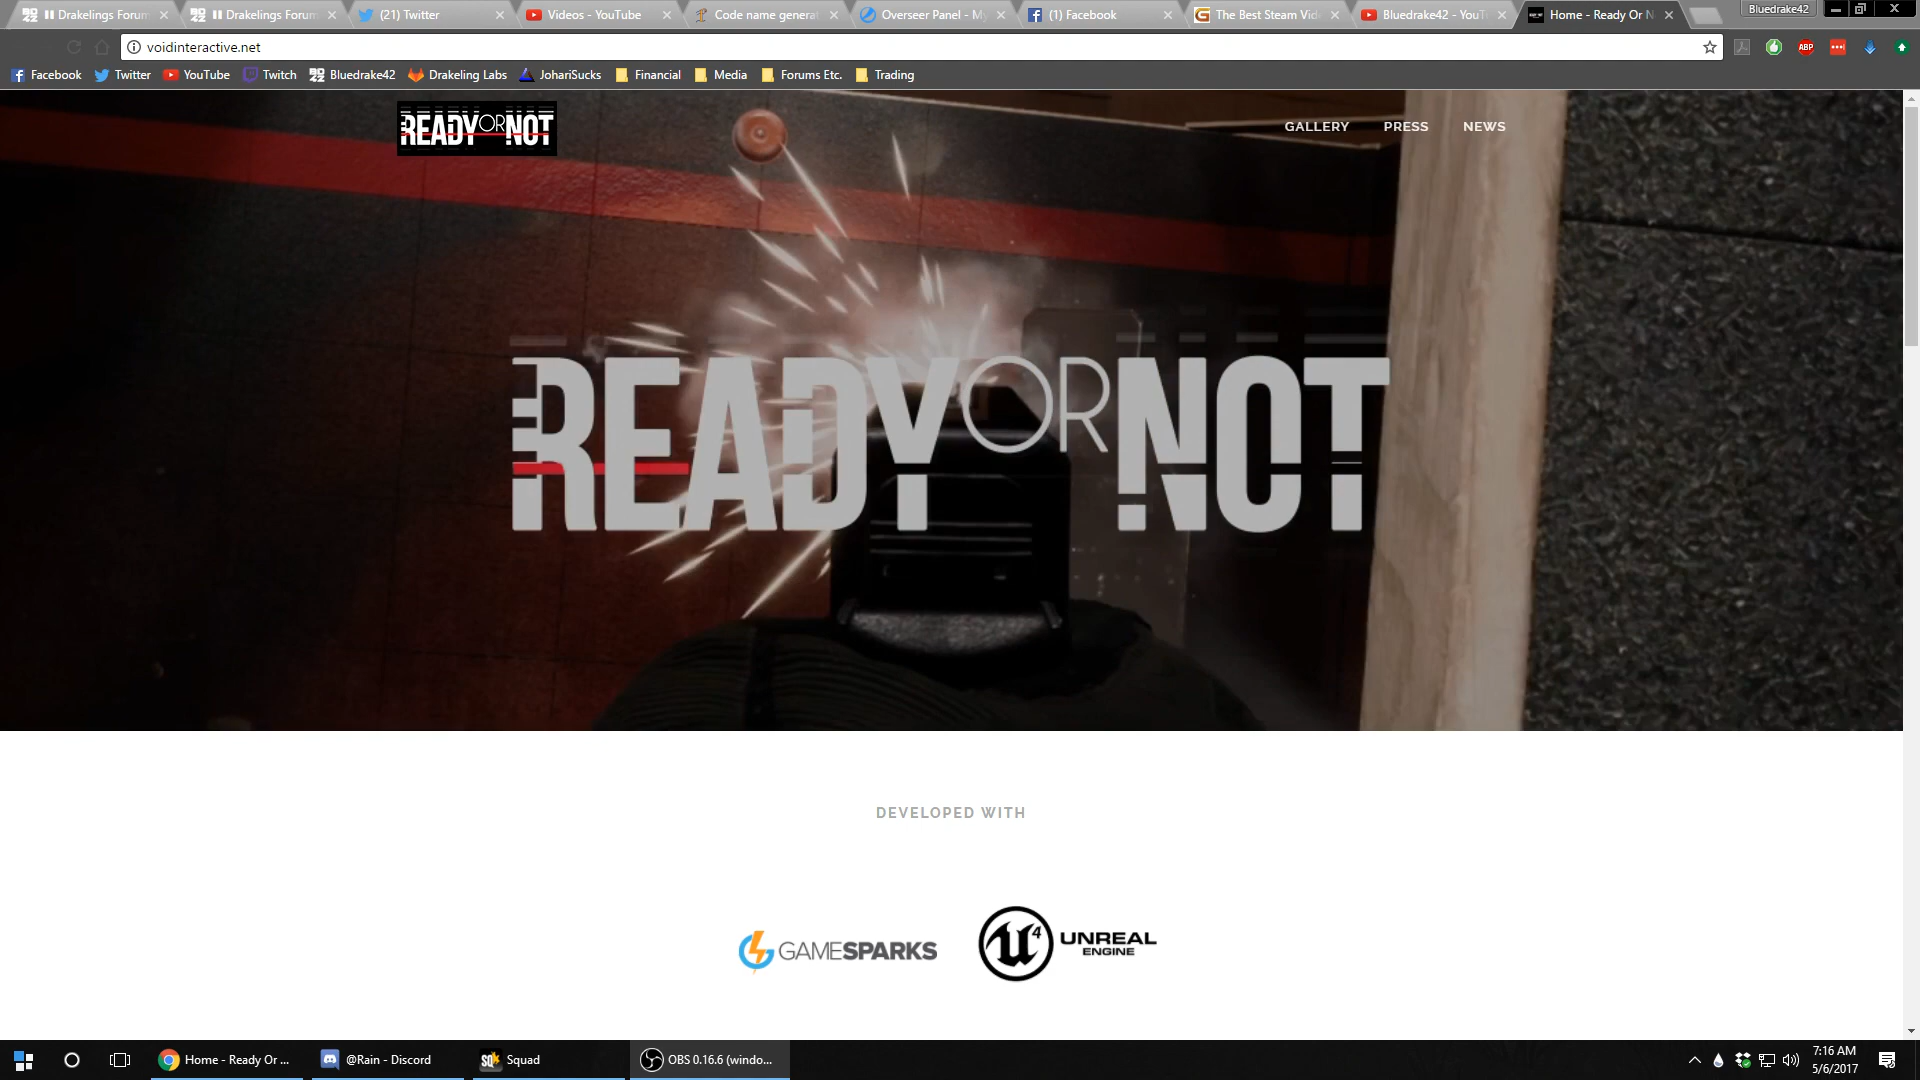 Drakelings Forum
Drakelings Forum
(21) Twitter
Videos - YouTube
Code name generat
Overseer Panel - My
(1) Facebook
The Best Steam Vid
Bluedrake42 - YouT
Home - Ready Or N
Bluedrake42
voidinteractive.net
ABP
Facebook
Twitter
YouTube
Twitch
Bluedrake42
Drakeling Labs
JohariSucks
Financial
Media
Forums Etc.
Trading
READY OR NOT
GALLERY
PRESS
NEWS
READY OR NOT
DEVELOPED WITH
GAMESPARKS
UNREAL
ENGINE
Home - Ready Or ...
@Rain - Discord
Squad
OBS 0.16.6 (windo...
7:16 AM
5/6/2017